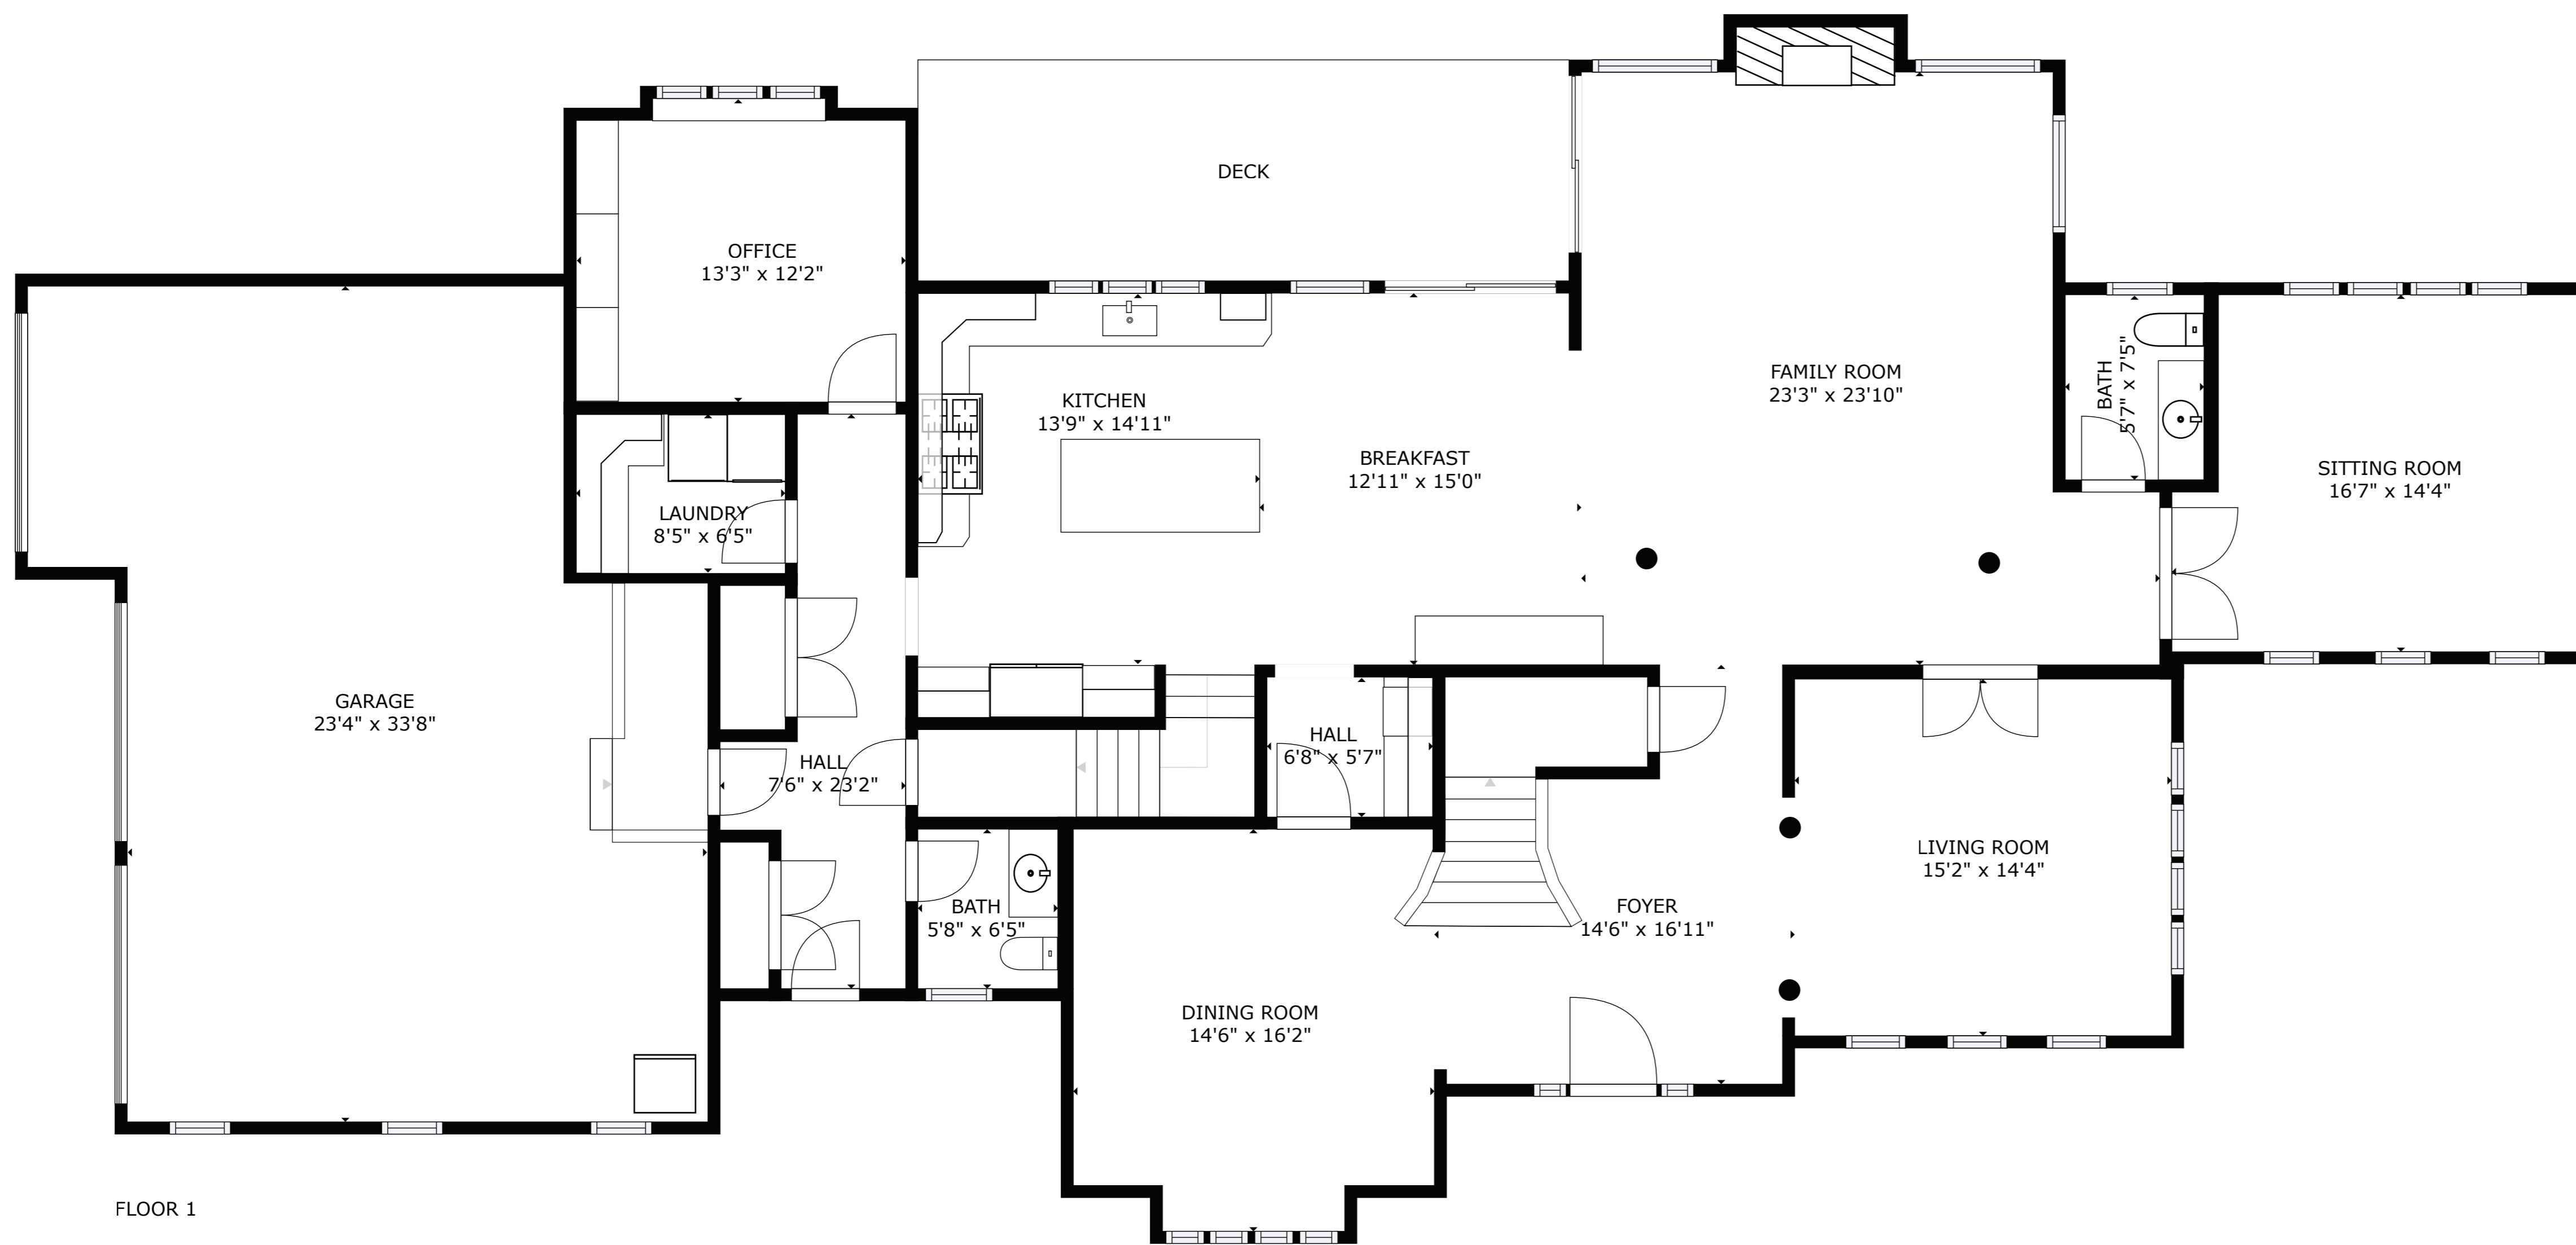 DECK
OFFICE
13'3" x 12'2"
FAMILY ROOM
23'3" x 23'10"
BATH
5'7" x 7'5"
KITCHEN
13'9" x 14'11"
BREAKFAST
12'11" x 15'0"
SITTING ROOM
16'7" x 14'4"
LAUNDRY
8'5" x 6'5"
GARAGE
23'4" x 33'8"
HALL
7'6" x 23'2"
HALL
6'8" x 5'7"
LIVING ROOM
15'2" x 14'4"
BATH
5'8" x 6'5"
FOYER
14'6" x 16'11"
DINING ROOM
14'6" x 16'2"
FLOOR 1